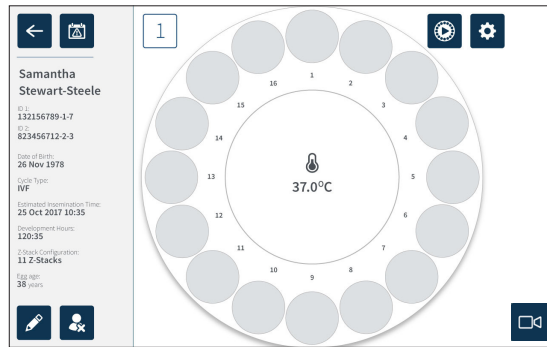 1
Samantha
Stewart-Steele
ID 1:
132156789-1-7
ID 2:
823456712-2-3
Date of Birth:
26 Nov 1978
Cycle Type:
IVF
Estimated Insemination Time:
25 Oct 2017 10:35
Development Hours:
120:35
Z-Stack Configuration:
11 Z-Stacks
Egg age:
38 years
1
2
3
4
5
6
7
8
9
10
11
12
13
14
15
16
37.0°C